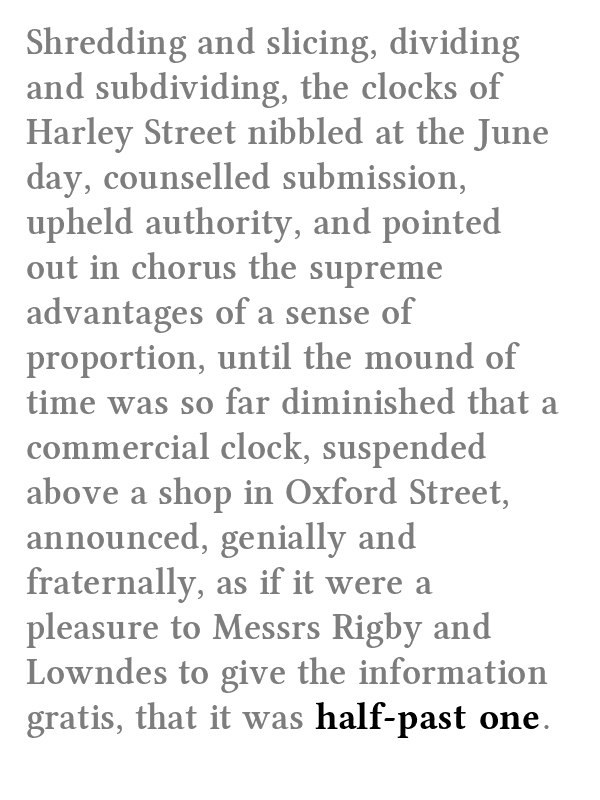 Shredding and slicing, dividing
and subdividing, the clocks of
Harley Street nibbled at the June
day, counselled submission,
upheld authority, and pointed
out in chorus the supreme
advantages of a sense of
proportion, until the mound of
time was so far diminished that a
commercial clock, suspended
above a shop in Oxford Street,
announced, genially and
fraternally, as if it were a
pleasure to Messrs Rigby and
Lowndes to give the information
gratis, that it was half-past one.